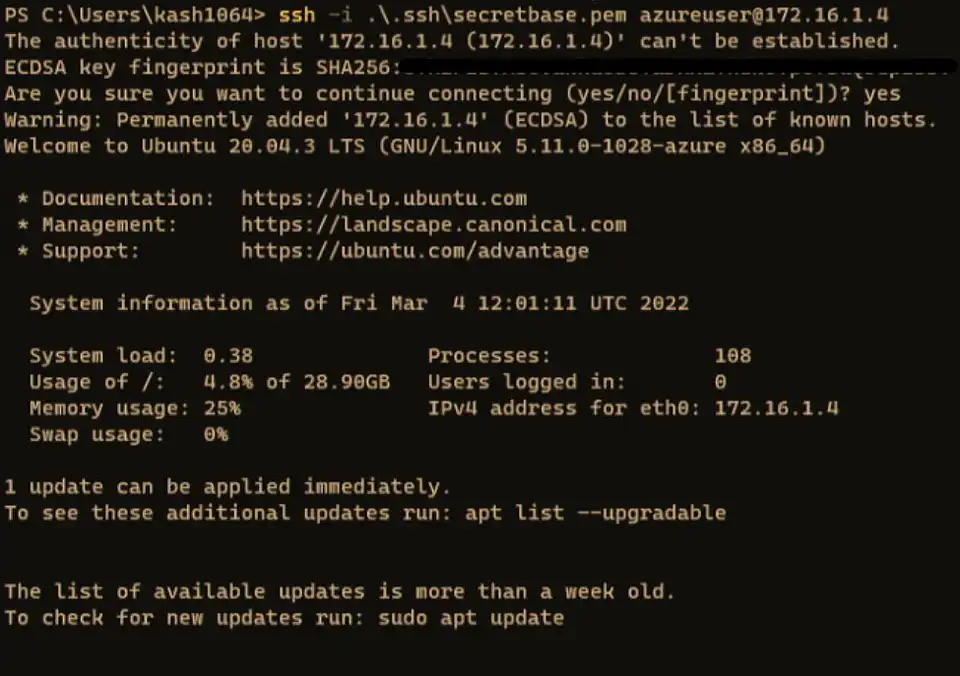 PS C:\Users\kash1064> ssh -i .\.ssh\secretbase.pem azureuser@172.16.1.4
The authenticity of host '172.16.1.4 (172.16.1.4)' can't be established.
ECDSA key fingerprint is SHA256:
Are you sure you want to continue connecting (yes/no/[fingerprint])? yes
Warning: Permanently added '172.16.1.4' (ECDSA) to the list of known hosts.
Welcome to Ubuntu 20.04.3 LTS (GNU/Linux 5.11.0-1028-azure x86_64)
* Documentation: https://help.ubuntu.com
* Management: https://landscape.canonical.com
* Support: https://ubuntu.com/advantage
System information as of Fri Mar 4 12:01:11 UTC 2022
System load: 0.38 Processes: 108
Usage of /: 4.8% of 28.90GB Users logged in: 0
Memory usage: 25% IPv4 address for eth0: 172.16.1.4
Swap usage: 0%
1 update can be applied immediately.
To see these additional updates run: apt list --upgradable
The list of available updates is more than a week old.
To check for new updates run: sudo apt update